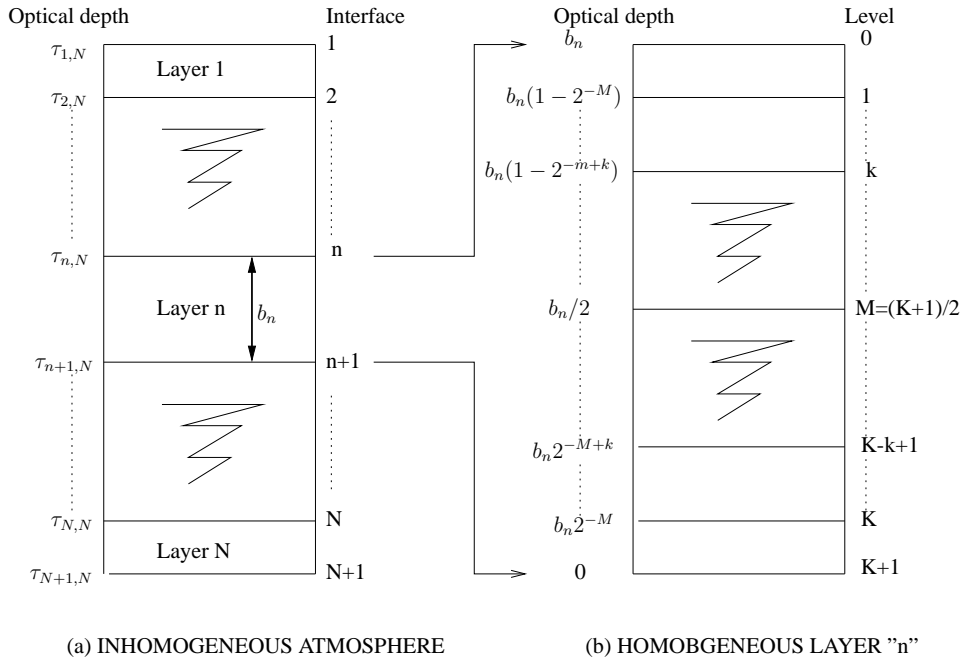 Optical depth Interface Optical depth Level
τ1,N 1 bn 0
Layer 1
τ2,N 2 bn(1 − 2^−M) 1
bn(1 − 2^−m+k) k
τn,N n
Layer n bn bn/2 M=(K+1)/2
τn+1,N n+1
bn2^−M+k K-k+1
τN,N N bn2^−M K
Layer N
τN+1,N N+1 0 K+1
(a) INHOMOGENEOUS ATMOSPHERE (b) HOMOBGENEOUS LAYER "n"